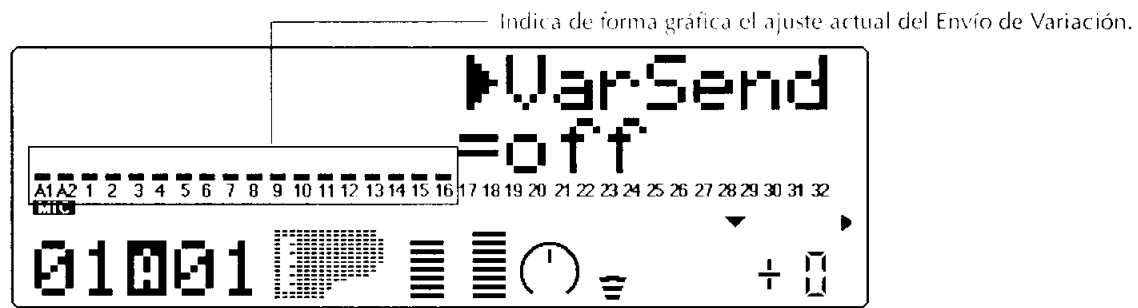 Indica de forma gráfica el ajuste actual del Envío de Variación.
▶VarSend
=off
A1 A2 1 2 3 4 5 6 7 8 9 10 11 12 13 14 15 16 17 18 19 20 21 22 23 24 25 26 27 28 29 30 31 32
MIC
01A01 ÷ 0